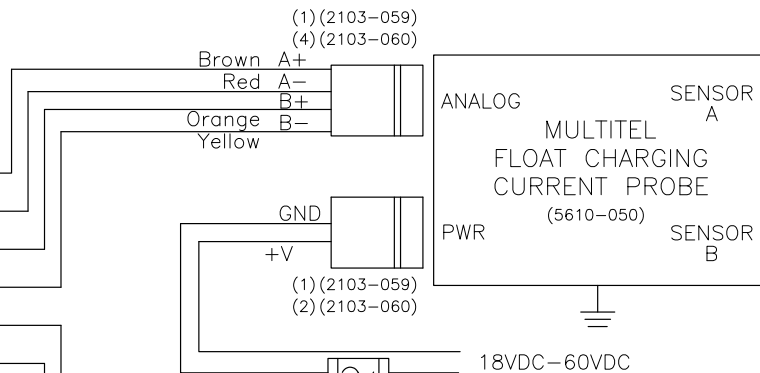 (1)(2103-059)
(4)(2103-060)
Brown A+
Red A-
B+
Orange B-
Yellow
ANALOG
SENSOR
A
MULTITEL
FLOAT CHARGING
CURRENT PROBE
(5610-050)
GND
PWR
SENSOR
B
+V
(1)(2103-059)
(2)(2103-060)
18VDC-60VDC